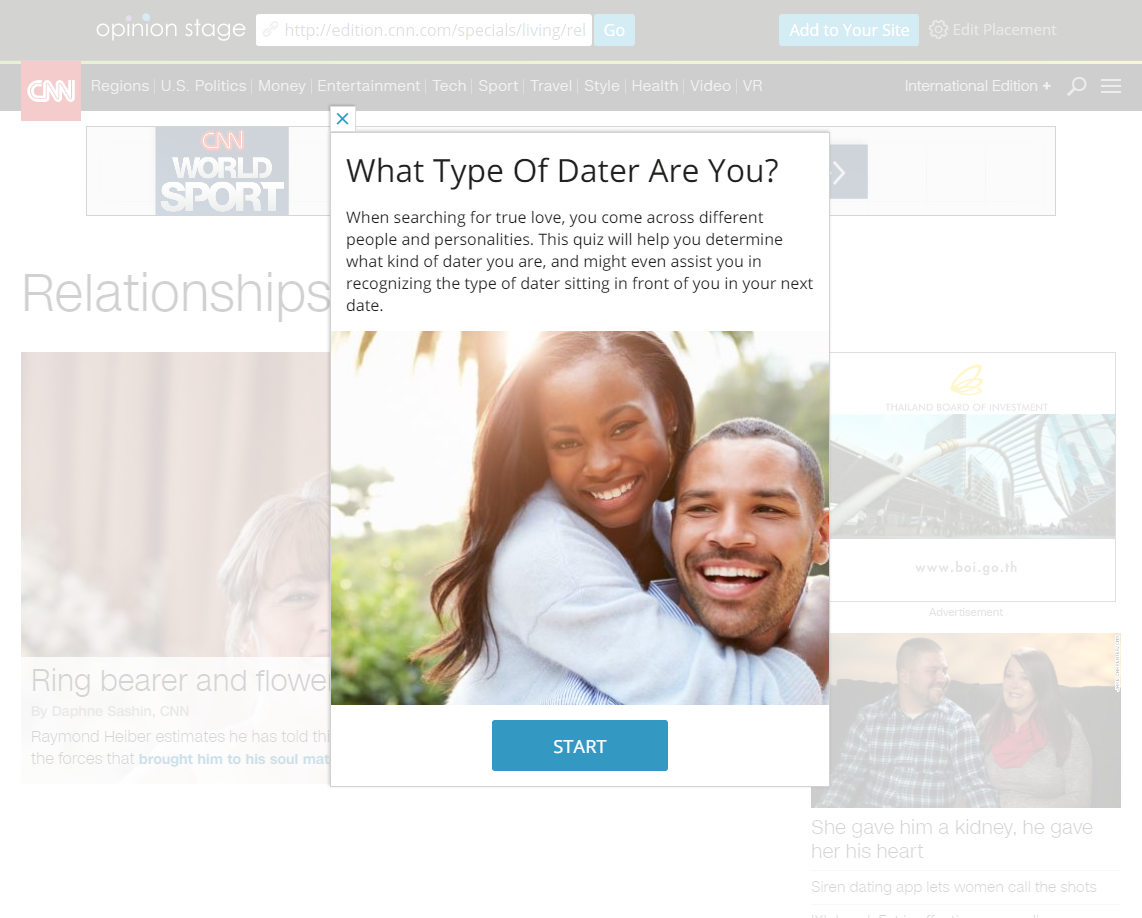 opinion stage
http://edition.cnn.com/specials/living/rel
Go
Add to Your Site
Edit Placement
CNN
Regions
U.S. Politics
Money
Entertainment
Tech
Sport
Travel
Style
Health
Video
VR
International Edition +
CNN
WORLD
SPORT
What Type Of Dater Are You?
When searching for true love, you come across different
people and personalities. This quiz will help you determine
what kind of dater you are, and might even assist you in
recognizing the type of dater sitting in front of you in your next
date.
START
Relationships
Ring bearer and flowe
By Daphne Sashin, CNN
Raymond Heiber estimates he has told thi
the forces that brought him to his soul mat
THAILAND BOARD OF INVESTMENT
www.boi.go.th
Advertisement
She gave him a kidney, he gave
her his heart
Siren dating app lets women call the shots